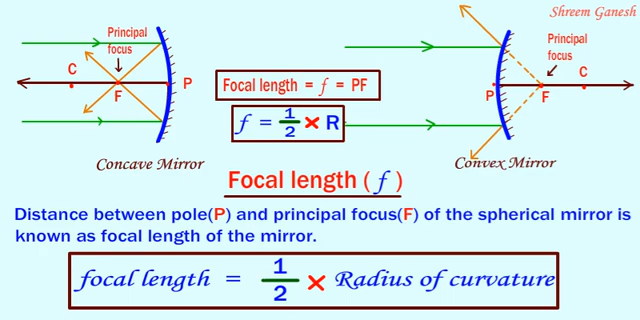 Shreem Ganesh
Principal
focus
C
F
P
Concave Mirror
Focal length = f = PF
f = 1/2 × R
Principal
focus
P
F
C
Convex Mirror
Focal length ( f )
Distance between pole(P) and principal focus(F) of the spherical mirror is
known as focal length of the mirror.
focal length = 1/2 × Radius of curvature